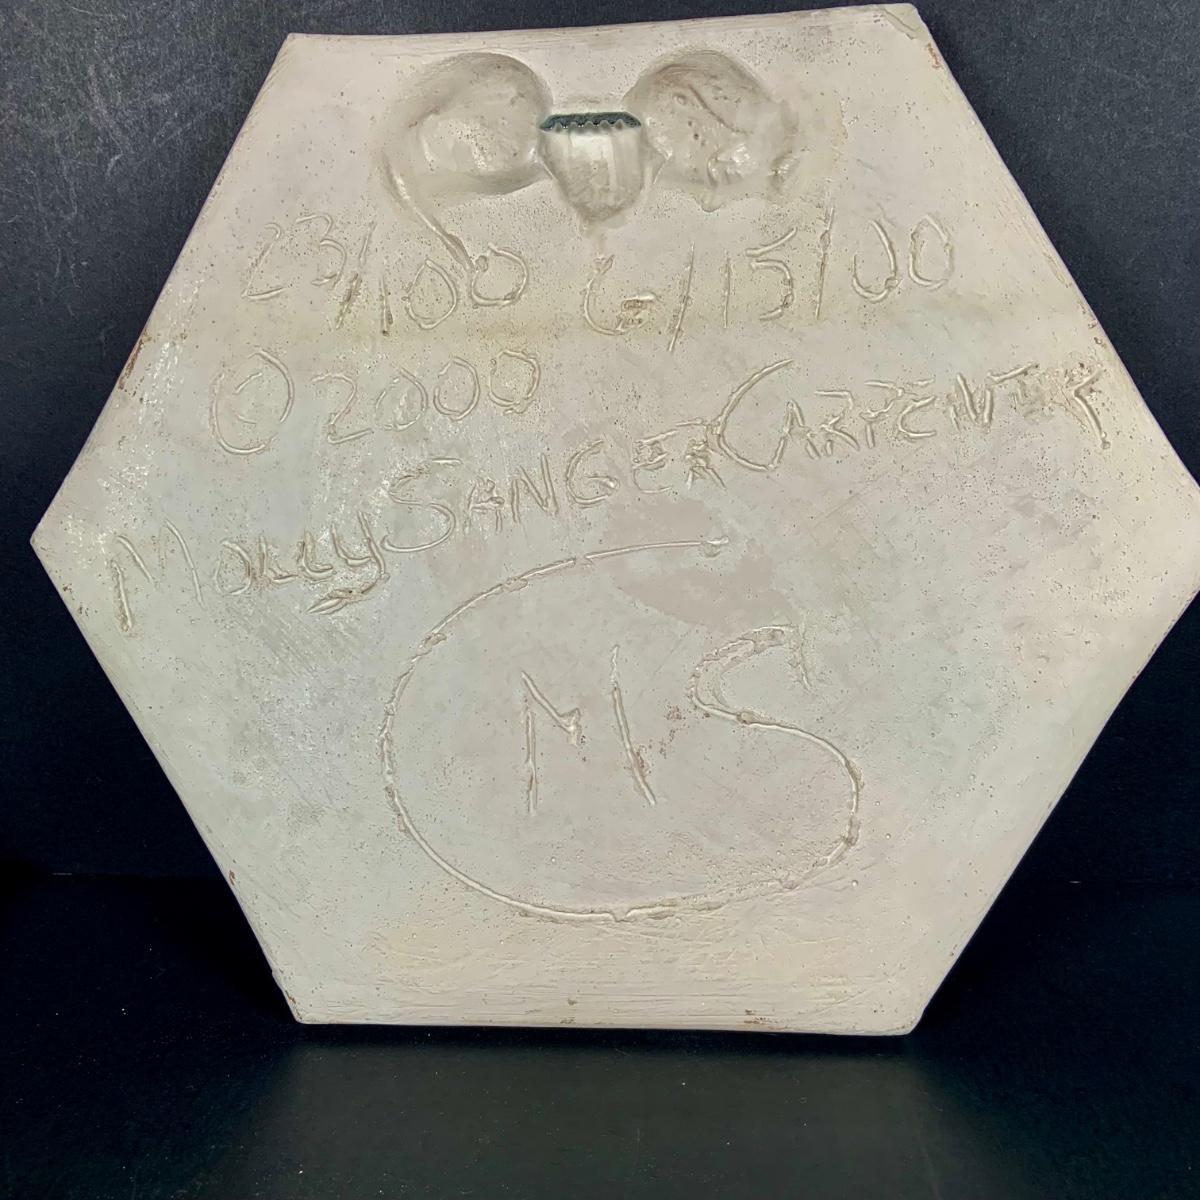 23/100 6/15/00
© 2000
MOLLY SANGER CARPENTER
MS